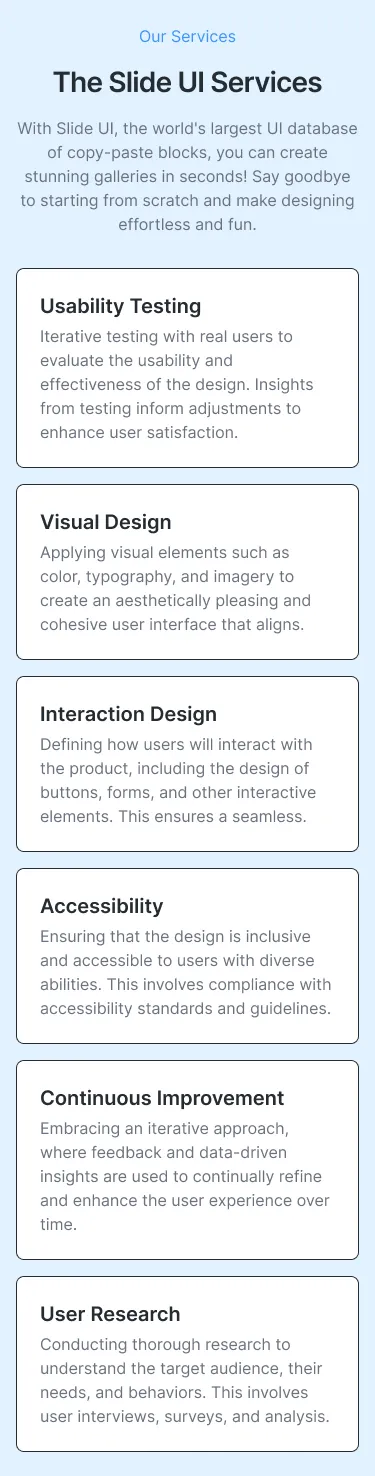 Our Services
The Slide UI Services
With Slide UI, the world's largest UI database
of copy-paste blocks, you can create
stunning galleries in seconds! Say goodbye
to starting from scratch and make designing
effortless and fun.
Usability Testing
Iterative testing with real users to
evaluate the usability and
effectiveness of the design. Insights
from testing inform adjustments to
enhance user satisfaction.
Visual Design
Applying visual elements such as
color, typography, and imagery to
create an aesthetically pleasing and
cohesive user interface that aligns.
Interaction Design
Defining how users will interact with
the product, including the design of
buttons, forms, and other interactive
elements. This ensures a seamless.
Accessibility
Ensuring that the design is inclusive
and accessible to users with diverse
abilities. This involves compliance with
accessibility standards and guidelines.
Continuous Improvement
Embracing an iterative approach,
where feedback and data-driven
insights are used to continually refine
and enhance the user experience over
time.
User Research
Conducting thorough research to
understand the target audience, their
needs, and behaviors. This involves
user interviews, surveys, and analysis.